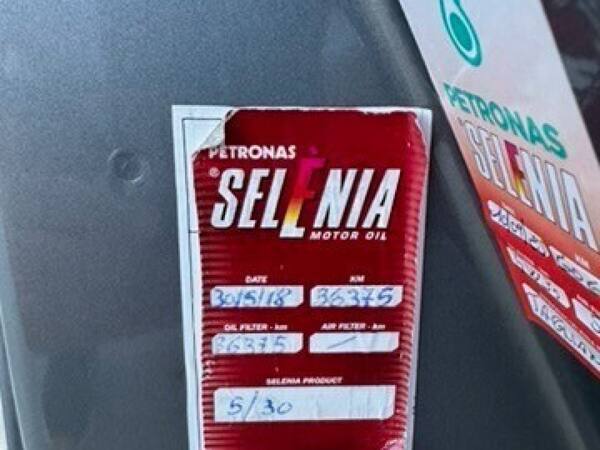 PETRONAS
SELENIA
MOTOR OIL
DATE KM
30/5/18 36375
OIL FILTER - km AIR FILTER - km
36375 —
SELENIA PRODUCT
5/30
PETRONAS
SELENIA
KM